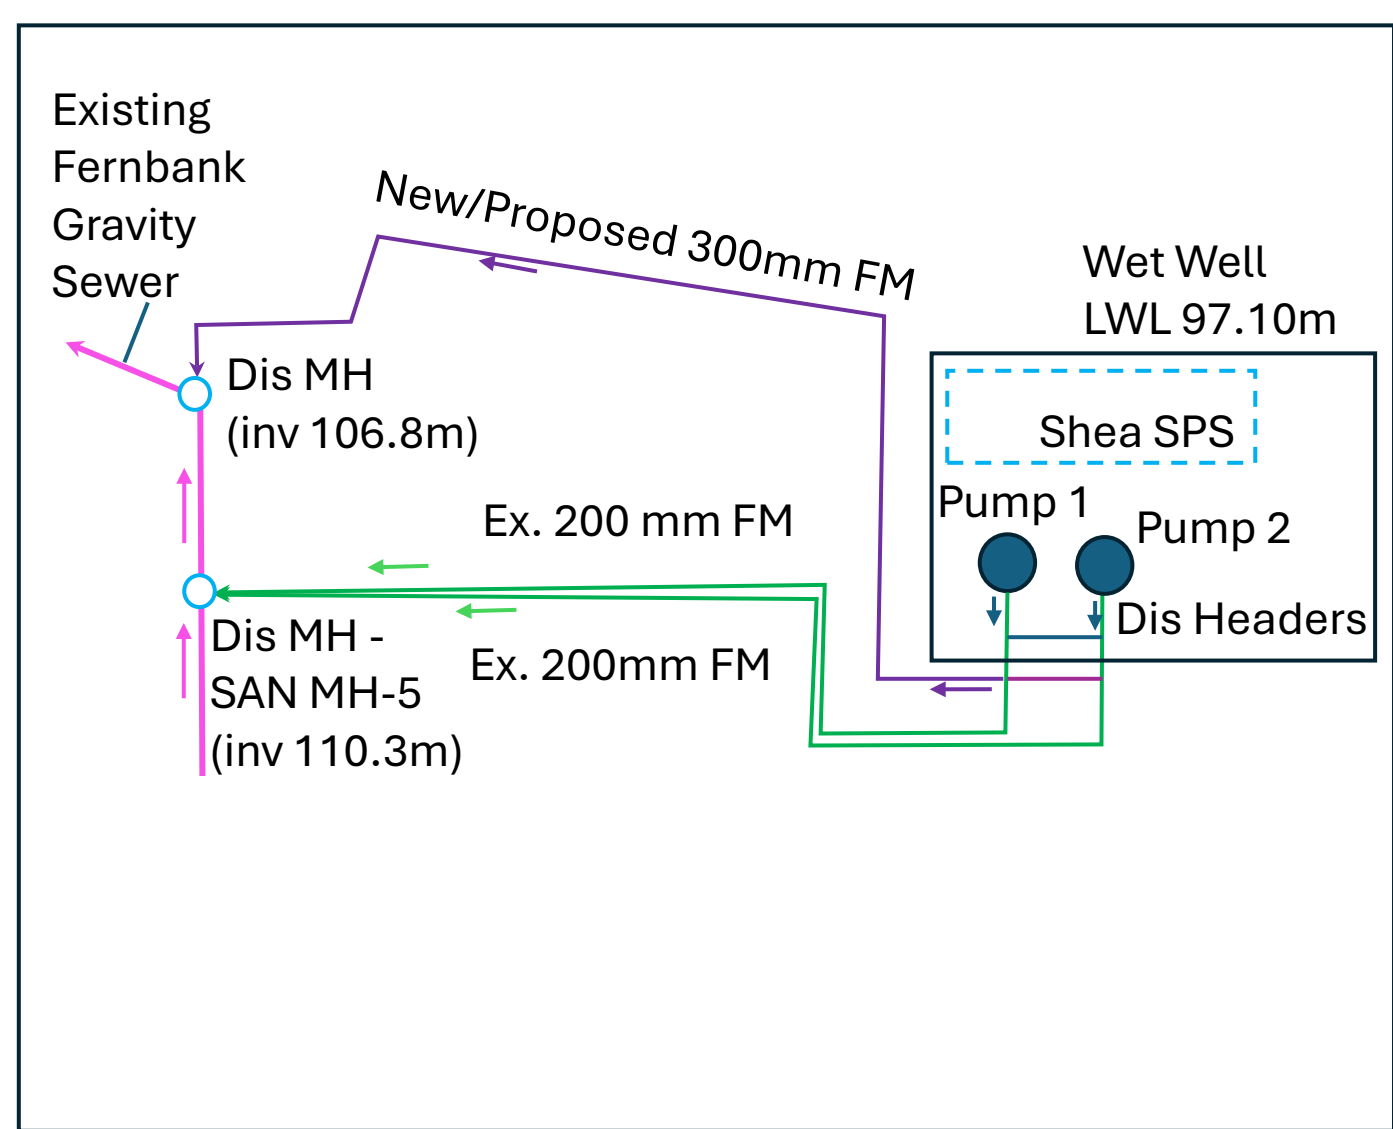 Existing
Fernbank
Gravity
Sewer
New/Proposed 300mm FM
Wet Well
LWL 97.10m
Dis MH
(inv 106.8m)
Shea SPS
Pump 1
Pump 2
Ex. 200 mm FM
Dis Headers
Dis MH -
SAN MH-5
(inv 110.3m)
Ex. 200mm FM